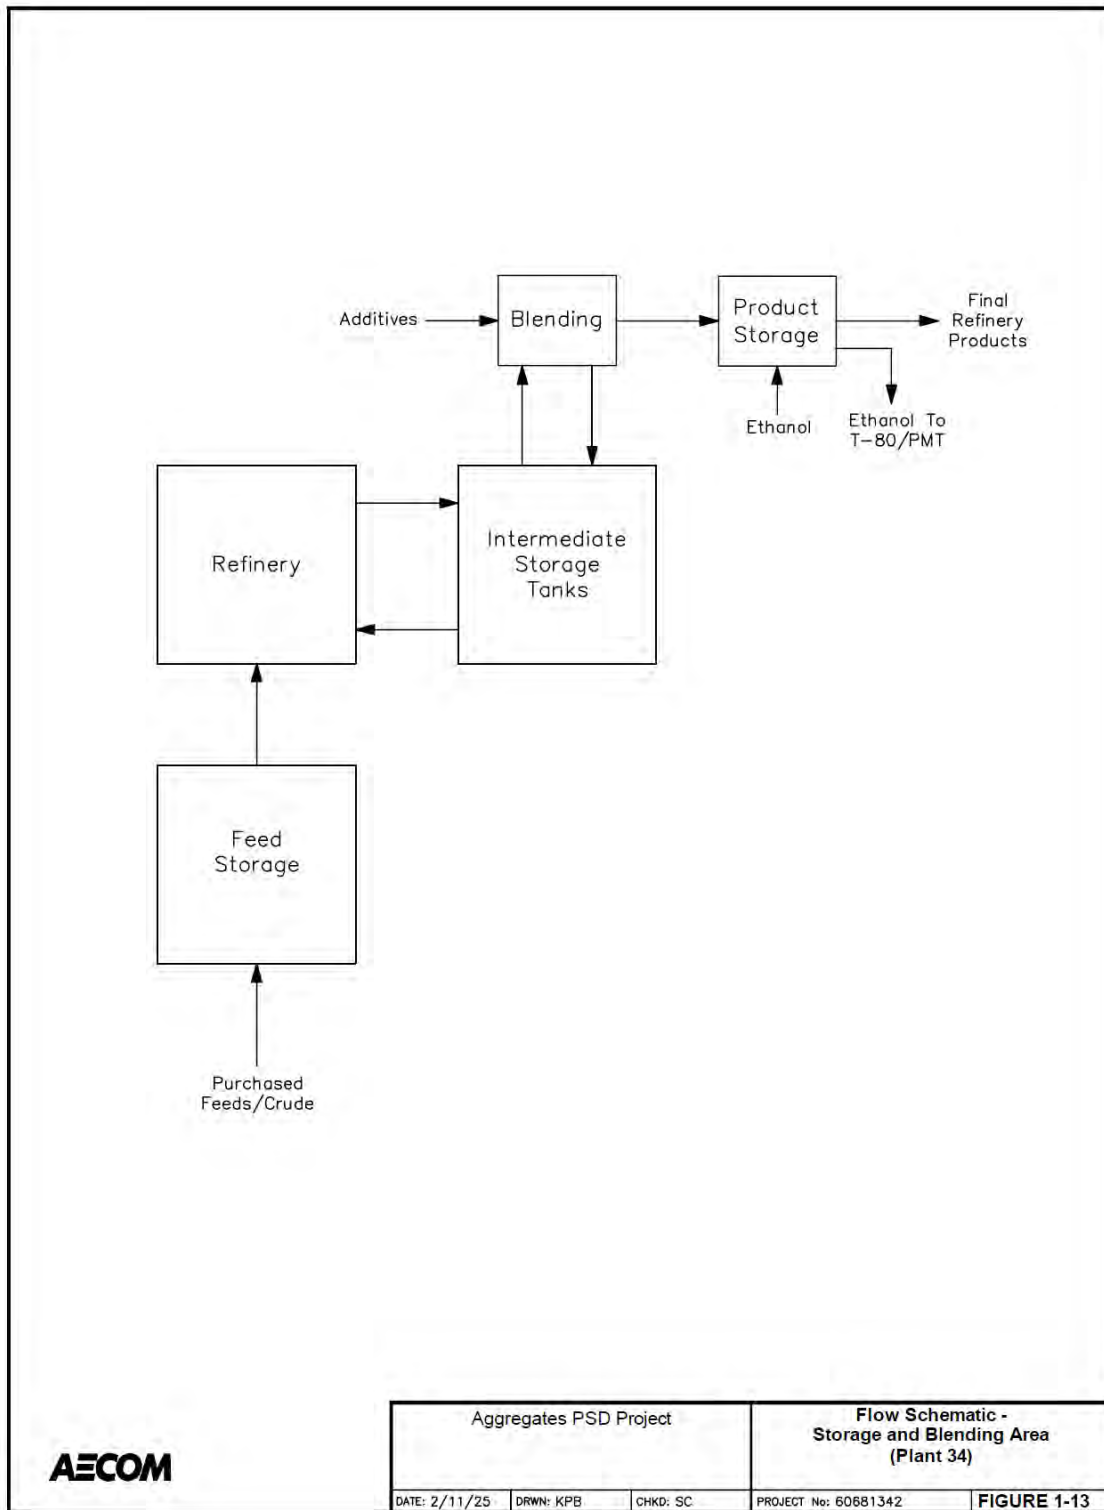 Additives
Blending
Product
Storage
Final
Refinery
Products
Ethanol
Ethanol To
T-80/PMT
Refinery
Intermediate
Storage
Tanks
Feed
Storage
Purchased
Feeds/Crude
AECOM
Aggregates PSD Project
Flow Schematic -
Storage and Blending Area
(Plant 34)
DATE: 2/11/25
DRWN: KPB
CHKD: SC
PROJECT No: 60681342
FIGURE 1-13